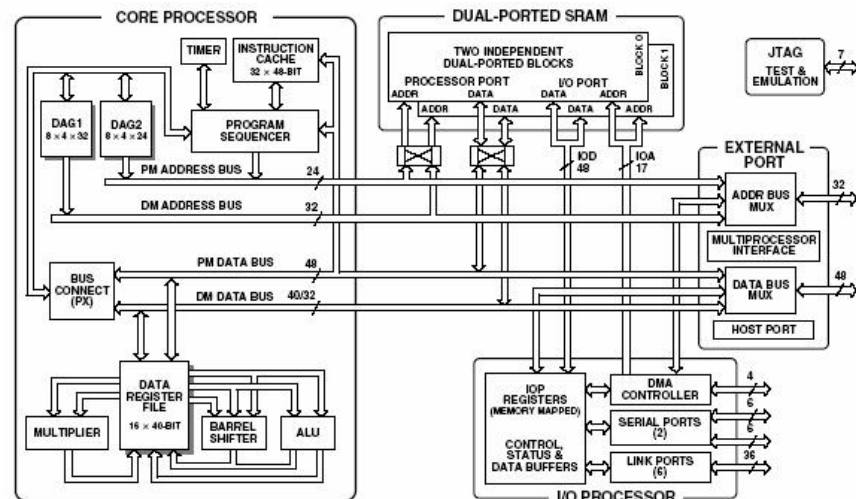 CORE PROCESSOR
DUAL-PORTED SRAM
TIMER
INSTRUCTION
CACHE
32 × 48-BIT
TWO INDEPENDENT
DUAL-PORTED BLOCKS
BLOCK 0
BLOCK 1
PROCESSOR PORT
I/O PORT
ADDR
DATA
DATA
ADDR
ADDR
DATA
DATA
ADDR
JTAG
TEST &
EMULATION
7
DAG1
8 × 4 × 32
DAG2
8 × 4 × 24
PROGRAM
SEQUENCER
IOD
48
IOA
17
EXTERNAL
PORT
PM ADDRESS BUS
24
DM ADDRESS BUS
32
ADDR BUS
MUX
32
MULTIPROCESSOR
INTERFACE
BUS
CONNECT
(PX)
PM DATA BUS
48
DM DATA BUS
40/32
DATA BUS
MUX
48
HOST PORT
DATA
REGISTER
FILE
16 × 40-BIT
MULTIPLIER
BARREL
SHIFTER
ALU
IOP
REGISTERS
(MEMORY MAPPED)
CONTROL,
STATUS &
DATA BUFFERS
DMA
CONTROLLER
4
SERIAL PORTS
(2)
6
6
LINK PORTS
(6)
36
I/O PROCESSOR